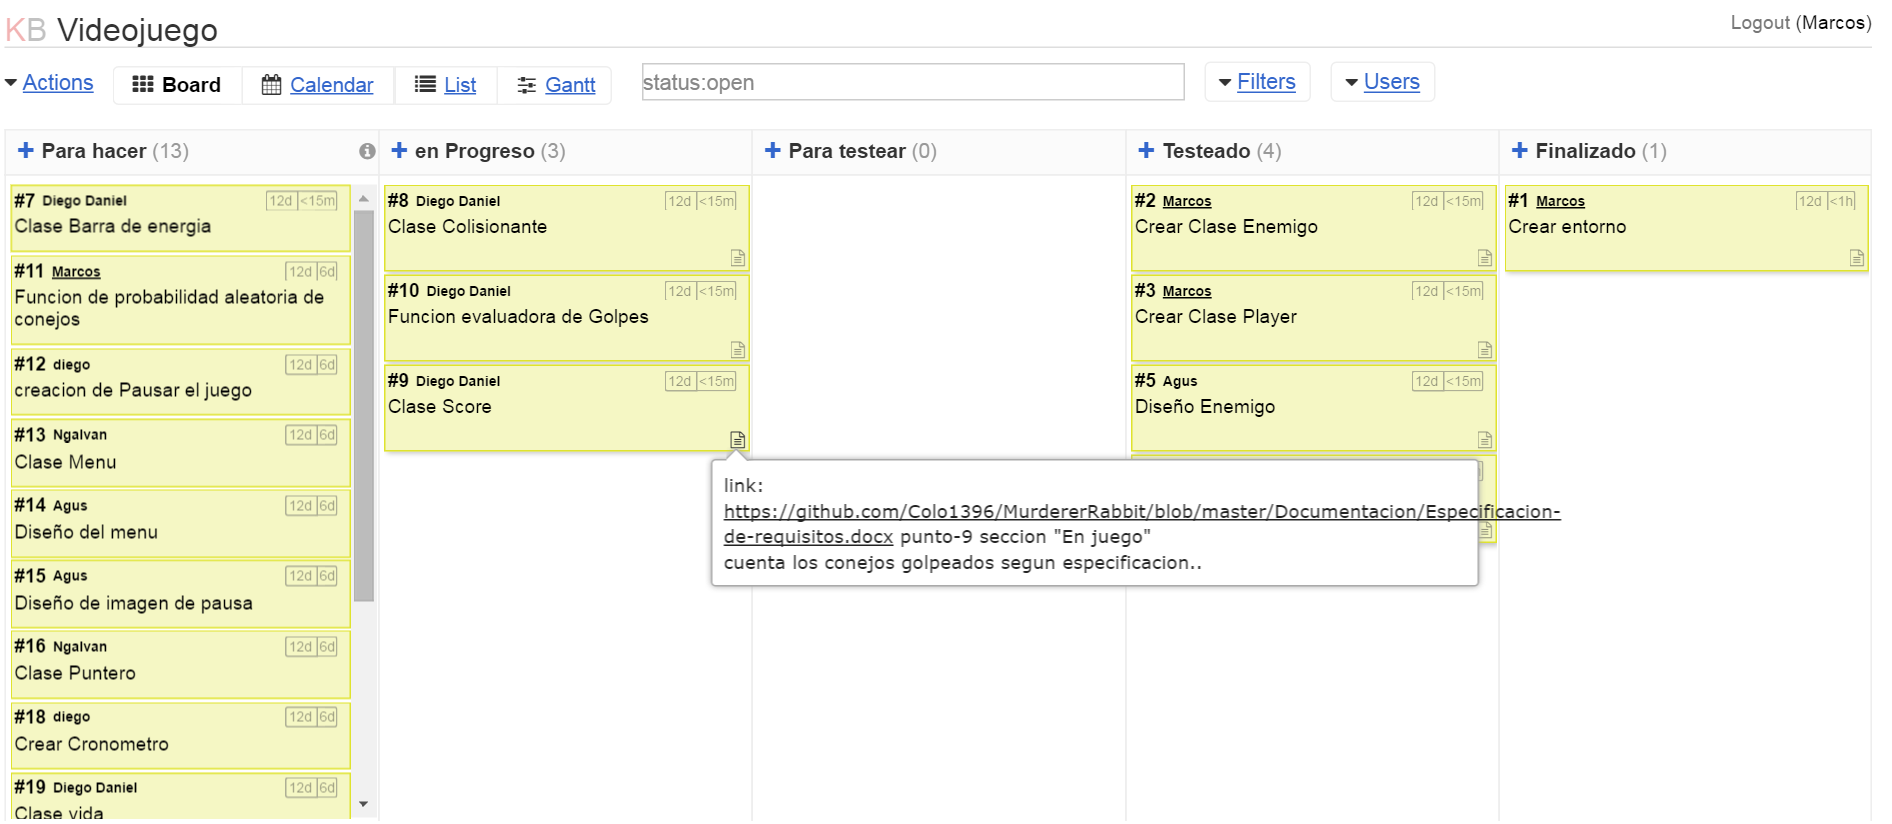 KB Videojuego
Logout (Marcos)
Actions
Board
Calendar
List
Gantt
status:open
Filters
Users
+ Para hacer (13)
#7 Diego Daniel 12d <15m
Clase Barra de energia
#11 Marcos 12d 6d
Funcion de probabilidad aleatoria de
conejos
#12 diego 12d 6d
creacion de Pausar el juego
#13 Ngalvan 12d 6d
Clase Menu
#14 Agus 12d 6d
Diseño del menu
#15 Agus 12d 6d
Diseño de imagen de pausa
#16 Ngalvan 12d 6d
Clase Puntero
#18 diego 12d 6d
Crear Cronometro
#19 Diego Daniel 12d 6d
Clase vida
+ en Progreso (3)
#8 Diego Daniel 12d <15m
Clase Colisionante
#10 Diego Daniel 12d <15m
Funcion evaluadora de Golpes
#9 Diego Daniel 12d <15m
Clase Score
link:
https://github.com/Colo1396/MurdererRabbit/blob/master/Documentacion/Especificacion-
de-requisitos.docx punto-9 seccion "En juego"
cuenta los conejos golpeados segun especificacion..
+ Para testear (0)
+ Testeado (4)
#2 Marcos 12d <15m
Crear Clase Enemigo
#3 Marcos 12d <15m
Crear Clase Player
#5 Agus 12d <15m
Diseño Enemigo
+ Finalizado (1)
#1 Marcos 12d <1h
Crear entorno